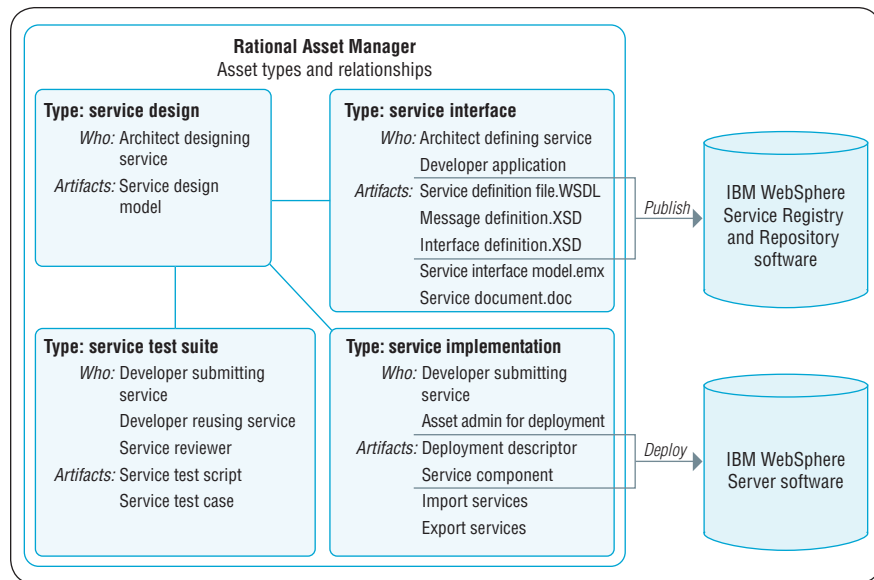 Rational Asset Manager
Asset types and relationships
Type: service design
Who: Architect designing
service
Artifacts: Service design
model
Type: service interface
Who: Architect defining service
Developer application
Artifacts: Service definition file.WSDL
Message definition.XSD
Interface definition.XSD
Service interface model.emx
Service document.doc
Publish
IBM WebSphere
Service Registry
and Repository
software
Type: service test suite
Who: Developer submitting
service
Developer reusing service
Service reviewer
Artifacts: Service test script
Service test case
Type: service implementation
Who: Developer submitting
service
Asset admin for deployment
Artifacts: Deployment descriptor
Service component
Import services
Export services
Deploy
IBM WebSphere
Server software